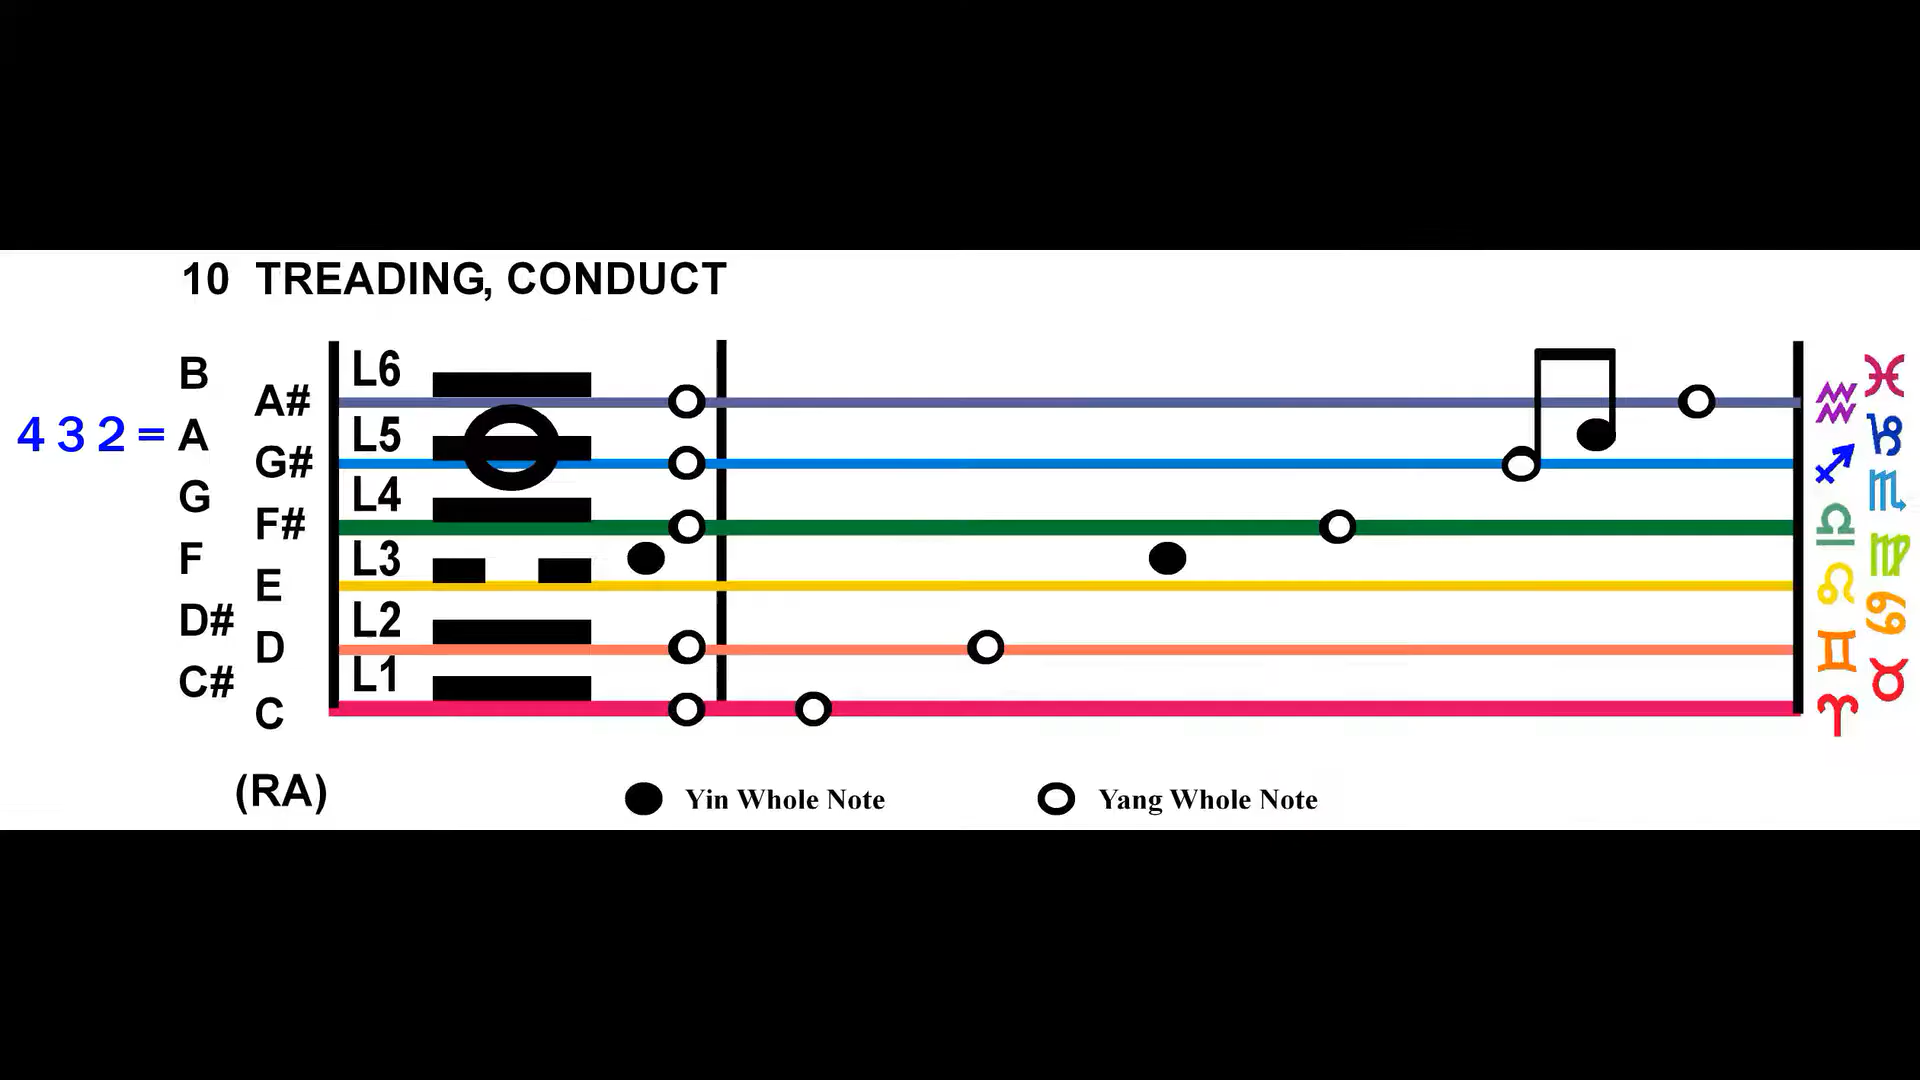 10 TREADING, CONDUCT
B
L6
A#
432=
A
L5
G#
G
L4
F#
F
L3
E
D#
L2
D
C#
L1
C
♓
♒
♑
♐
♏
♎
♍
♌
♋
♊
♉
♈
(RA)
Yin Whole Note
Yang Whole Note